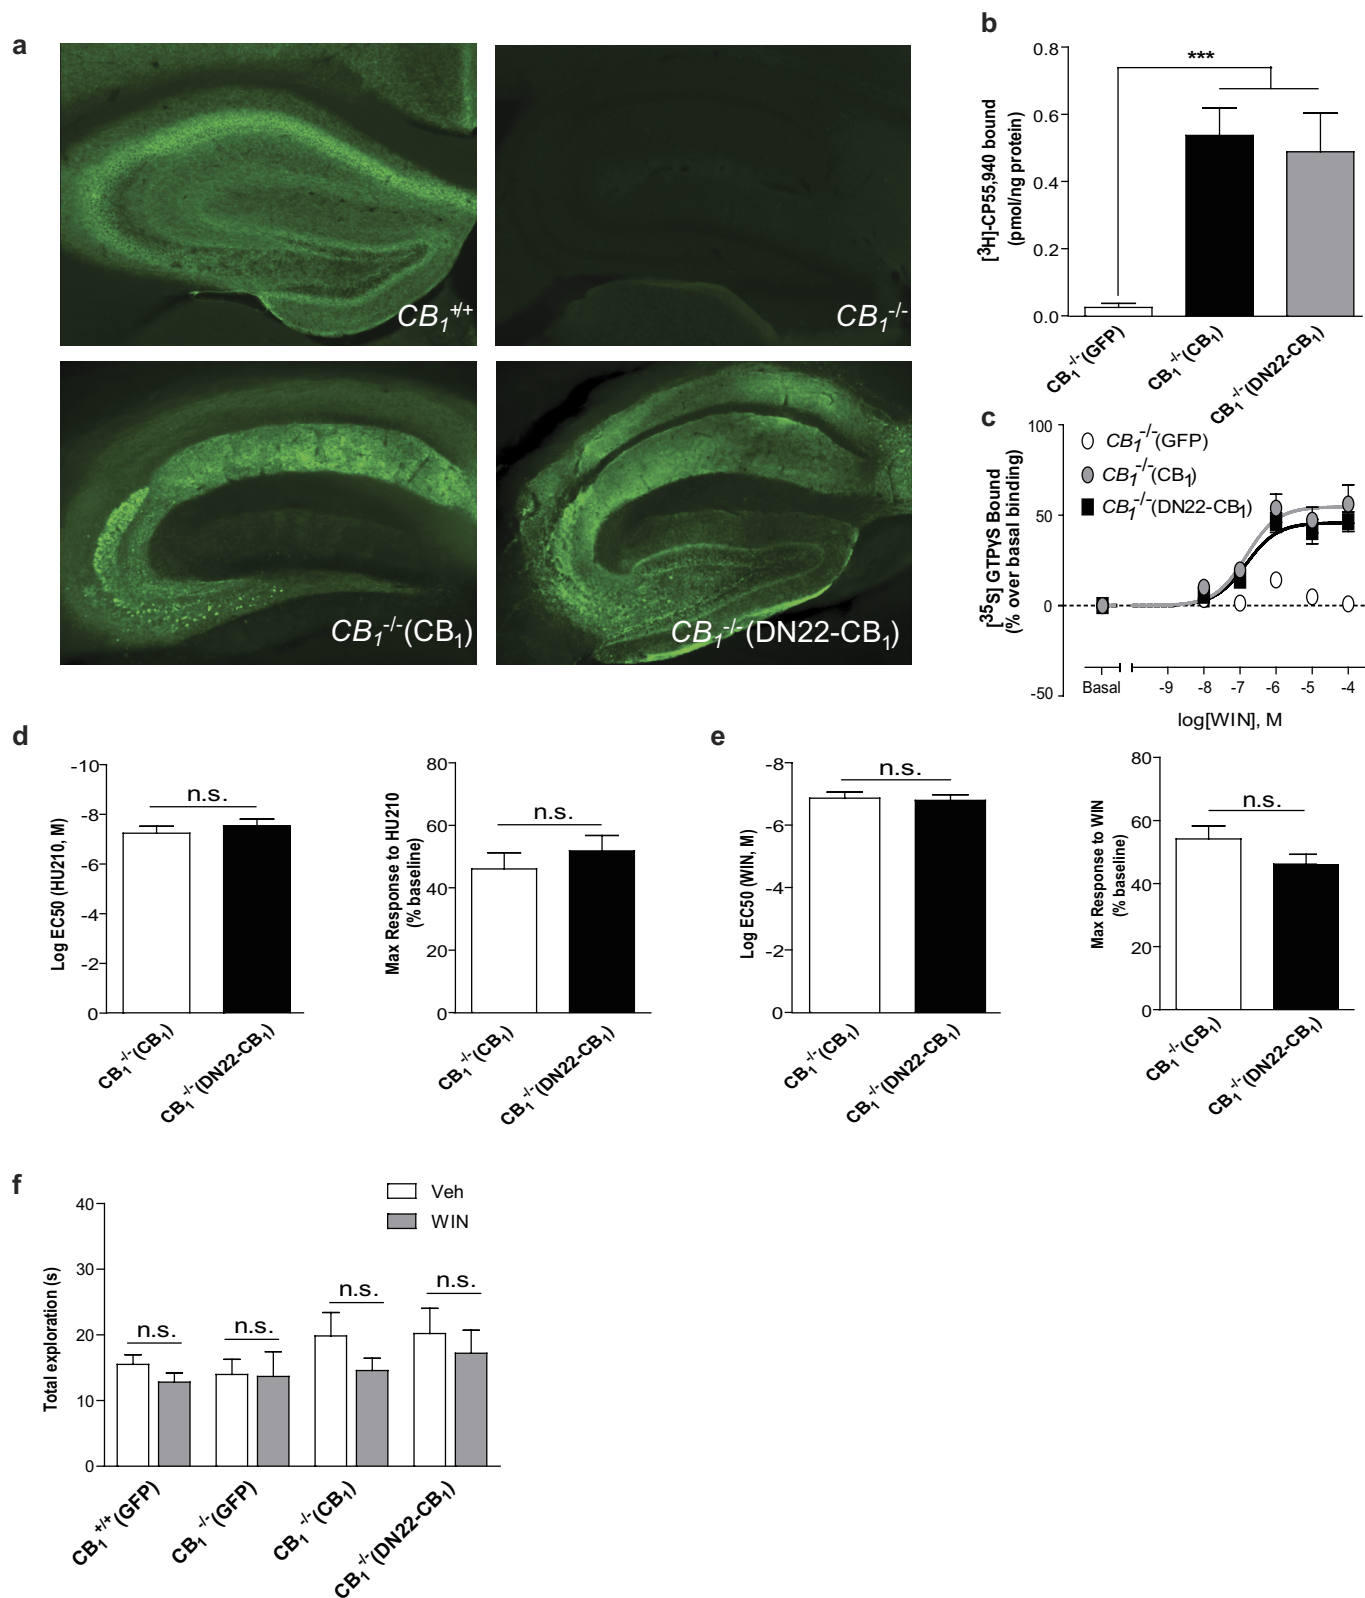 a
CB1+/+
CB1-/-
CB1-/-(CB1)
CB1-/-(DN22-CB1)
b
[3H]-CP55,940 bound
(pmol/ng protein)
0.8
0.6
0.4
0.2
0.0
***
CB1-/-(GFP)
CB1-/-(CB1)
CB1-/-(DN22-CB1)
c
[35S] GTPγS Bound
(% over basal binding)
100
50
0
-50
CB1-/-(GFP)
CB1-/-(CB1)
CB1-/-(DN22-CB1)
Basal -9 -8 -7 -6 -5 -4
log[WIN], M
d
Log EC50 (HU210, M)
-10
-8
-6
-4
-2
0
n.s.
CB1-/-(CB1)
CB1-/-(DN22-CB1)
Max Response to HU210
(% baseline)
80
60
40
20
0
n.s.
CB1-/-(CB1)
CB1-/-(DN22-CB1)
e
Log EC50 (WIN, M)
-8
-6
-4
-2
0
n.s.
CB1-/-(CB1)
CB1-/-(DN22-CB1)
Max Response to WIN
(% baseline)
80
60
40
20
0
n.s.
CB1-/-(CB1)
CB1-/-(DN22-CB1)
f
Veh
WIN
Total exploration (s)
40
30
20
10
0
n.s. n.s. n.s. n.s.
CB1+/+(GFP)
CB1-/-(GFP)
CB1-/-(CB1)
CB1-/-(DN22-CB1)